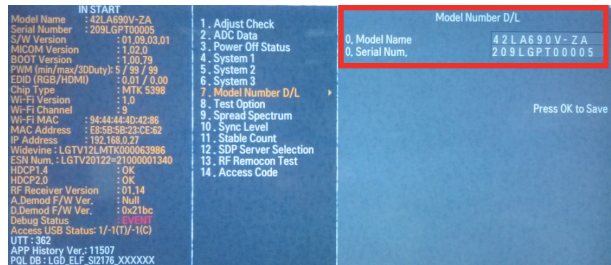 IN START
Model Name : 42LA690V-ZA
Serial Number : 209LGPT00005
S/W Version : 01.09.03.01
MICOM Version : 1.02.0
BOOT Version : 1.00.79
PWM (min/max/3DDuty): 5 / 99 / 99
EDID (RGB/HDMI) : 0.01 / 0.00
Chip Type : MTK 5398
Wi-Fi Version : 1.0
Wi-Fi Channel : 9
Wi-Fi MAC : 94:44:44:4D:42:86
MAC Address : E8:5B:5B:23:CE:62
IP Address : 192.168.0.27
Widevine : LGTV12LMTK000063986
ESN Num. : LGTV20122=21000001340
HDCP1.4 : OK
HDCP2.0 : OK
RF Receiver Version : 01.14
A.Demod F/W Ver. : Null
D.Demod F/W Ver. : 0x21bc
Debug Status : EVENT
Access USB Status: 1/-1(T)/-1(C)
UTT : 362
APP History Ver.: 11507
PQL DB : LGD_ELF_SI2176_XXXXXX
1. Adjust Check
2. ADC Data
3. Power Off Status
4. System 1
5. System 2
6. System 3
7. Model Number D/L
8. Test Option
9. Spread Spectrum
10. Sync Level
11. Stable Count
12. SDP Server Selection
13. RF Remocon Test
14. Access Code
Model Number D/L
0. Model Name 42LA690V-ZA
0. Serial Num. 209LGPT00005
Press OK to Save